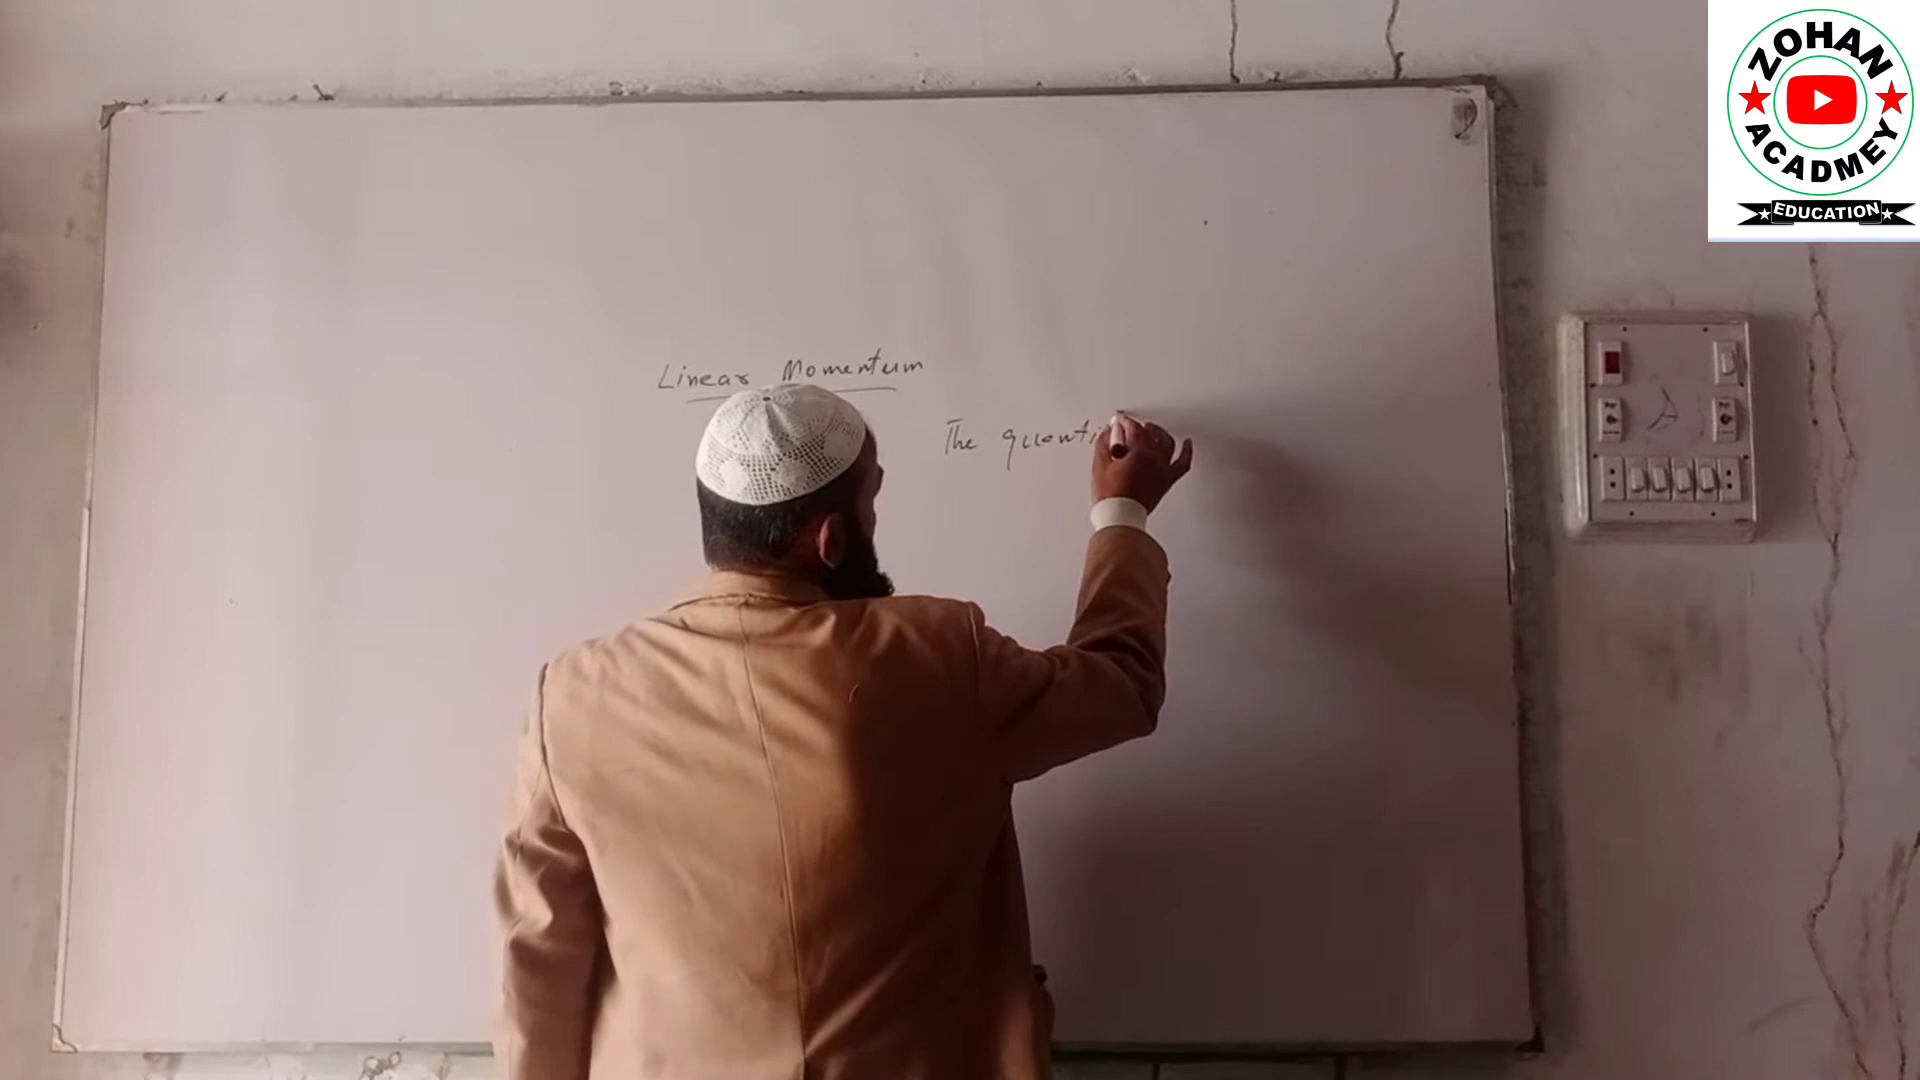 Linear Momentum
The quanti
ZOHAN
ACADMEY
EDUCATION